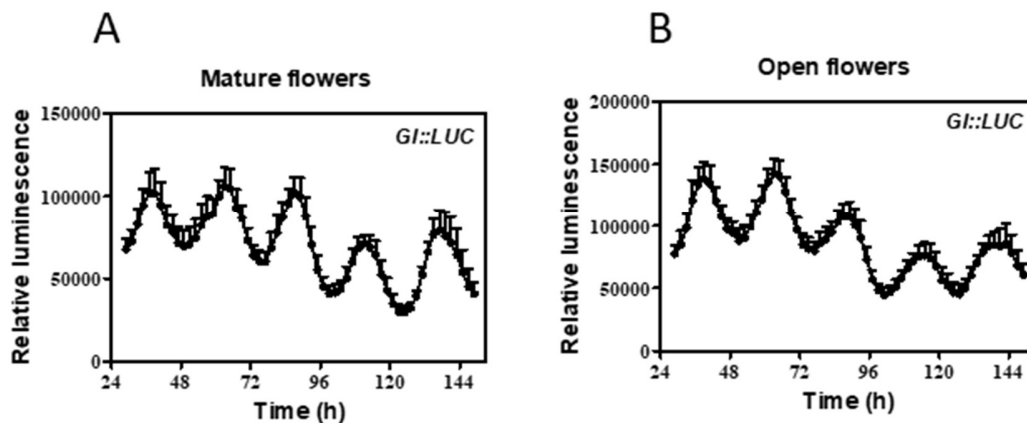 A
Mature flowers
Relative luminescence
150000
100000
50000
0
GI::LUC
24 48 72 96 120 144
Time (h)
B
Open flowers
Relative luminescence
200000
150000
100000
50000
0
GI::LUC
24 48 72 96 120 144
Time (h)